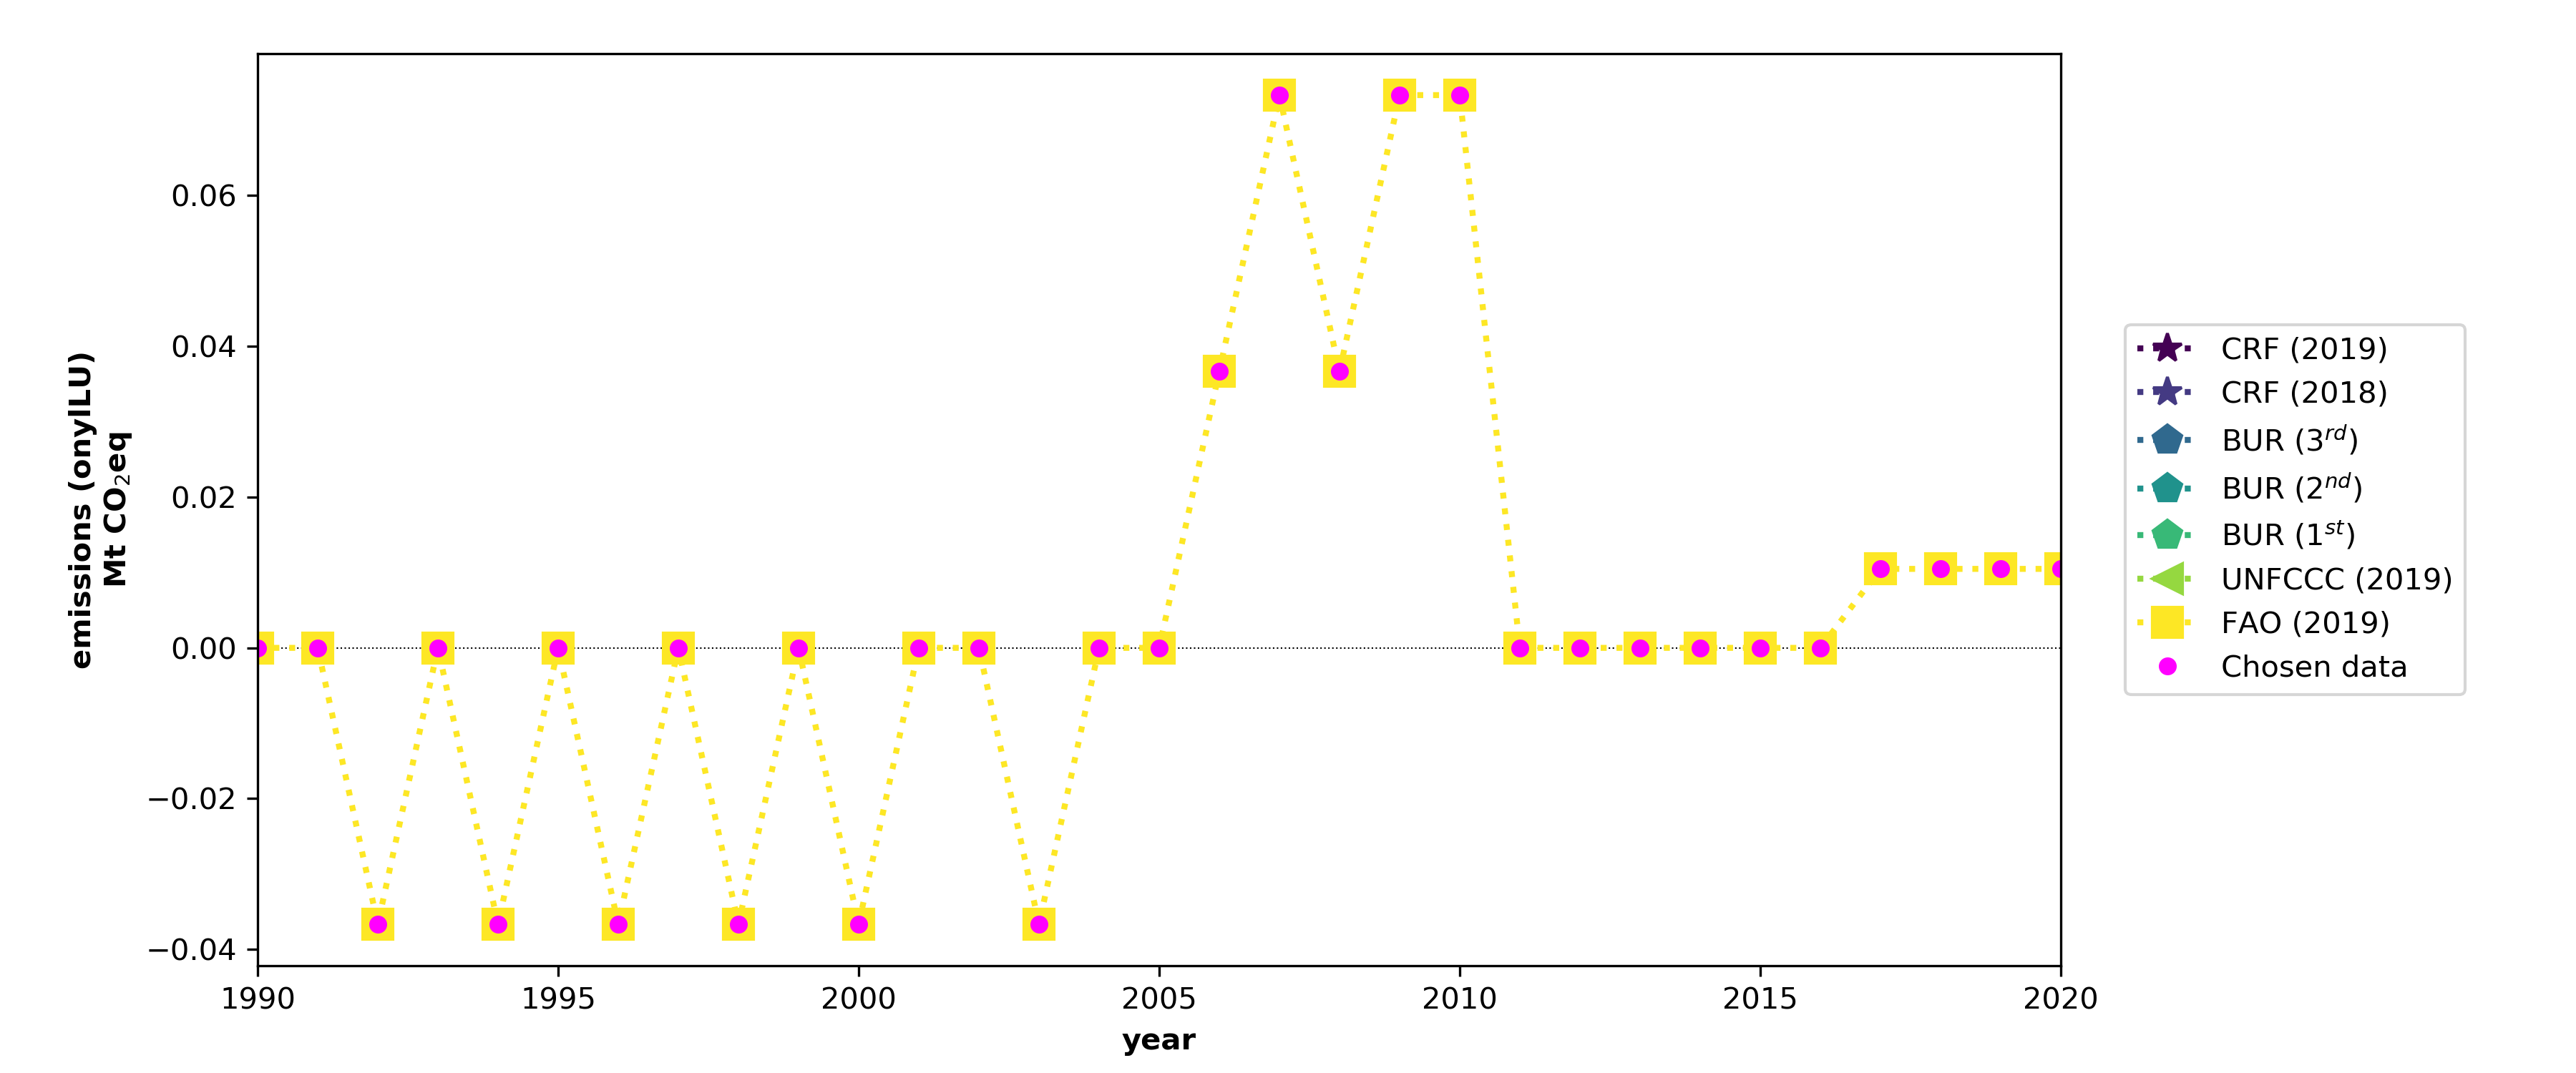 emissions (onylLU)
Mt CO₂eq
0.06
0.04
0.02
0.00
−0.02
−0.04
1990 1995 2000 2005 2010 2015 2020
year
CRF (2019)
CRF (2018)
BUR (3ʳᵈ)
BUR (2ⁿᵈ)
BUR (1ˢᵗ)
UNFCCC (2019)
FAO (2019)
Chosen data